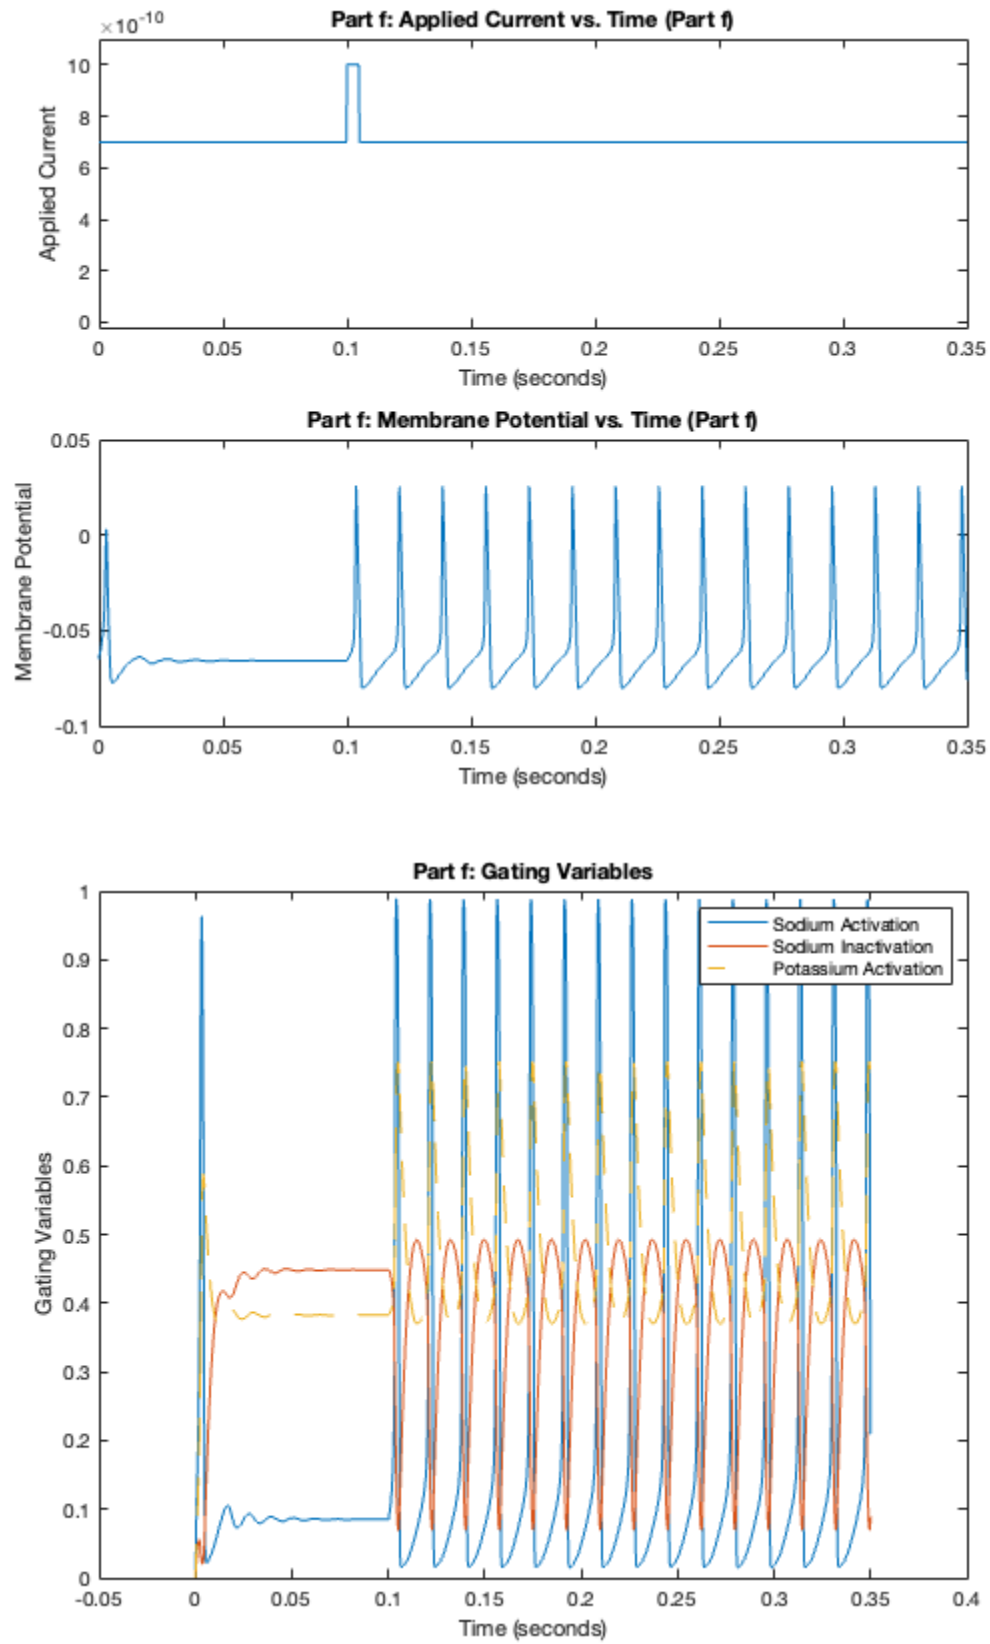 Part f: Applied Current vs. Time (Part f)
×10⁻¹⁰
10
8
6
4
2
0
Applied Current
0 0.05 0.1 0.15 0.2 0.25 0.3 0.35
Time (seconds)
Part f: Membrane Potential vs. Time (Part f)
0.05
0
-0.05
-0.1
Membrane Potential
0 0.05 0.1 0.15 0.2 0.25 0.3 0.35
Time (seconds)
Part f: Gating Variables
1
0.9
0.8
0.7
0.6
0.5
0.4
0.3
0.2
0.1
0
Gating Variables
Sodium Activation
Sodium Inactivation
Potassium Activation
-0.05 0 0.05 0.1 0.15 0.2 0.25 0.3 0.35 0.4
Time (seconds)